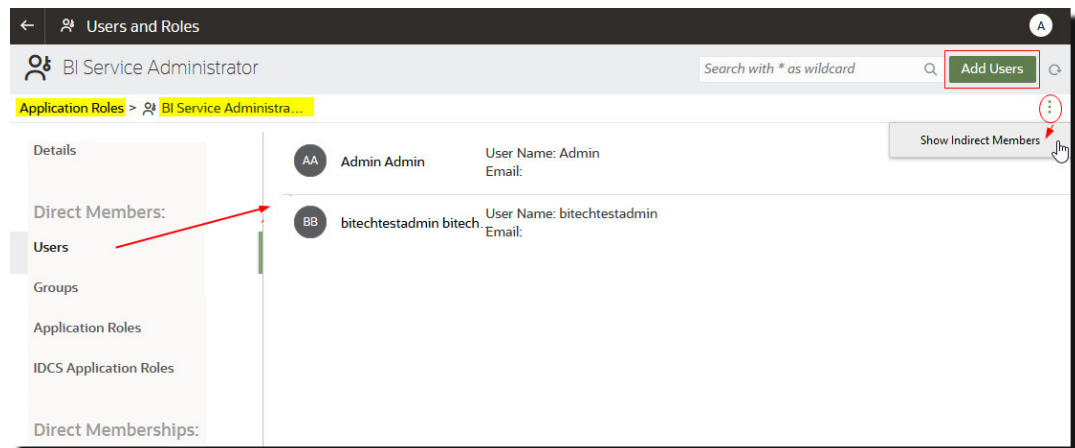 Users and Roles
A
BI Service Administrator
Search with * as wildcard
Add Users
Application Roles > BI Service Administra...
Show Indirect Members
Details
AA
Admin Admin
User Name: Admin
Email:
Direct Members:
BB
bitechtestadmin bitech.
User Name: bitechtestadmin
Email:
Users
Groups
Application Roles
IDCS Application Roles
Direct Memberships: